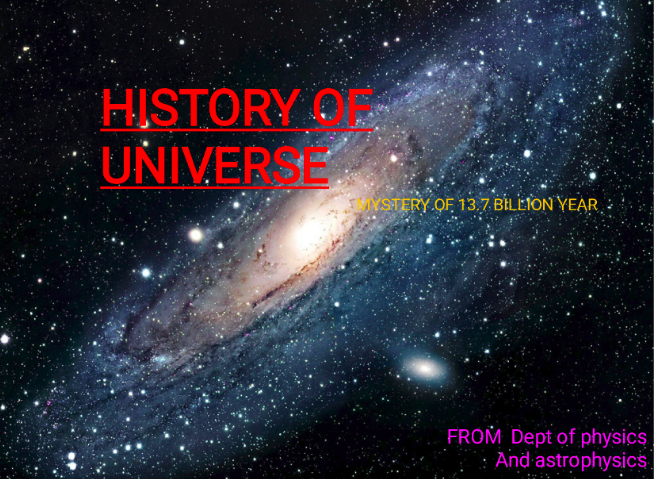 HISTORY OF
UNIVERSE
MYSTERY OF 13.7 BILLION YEAR
FROM  Dept of physics
And astrophysics